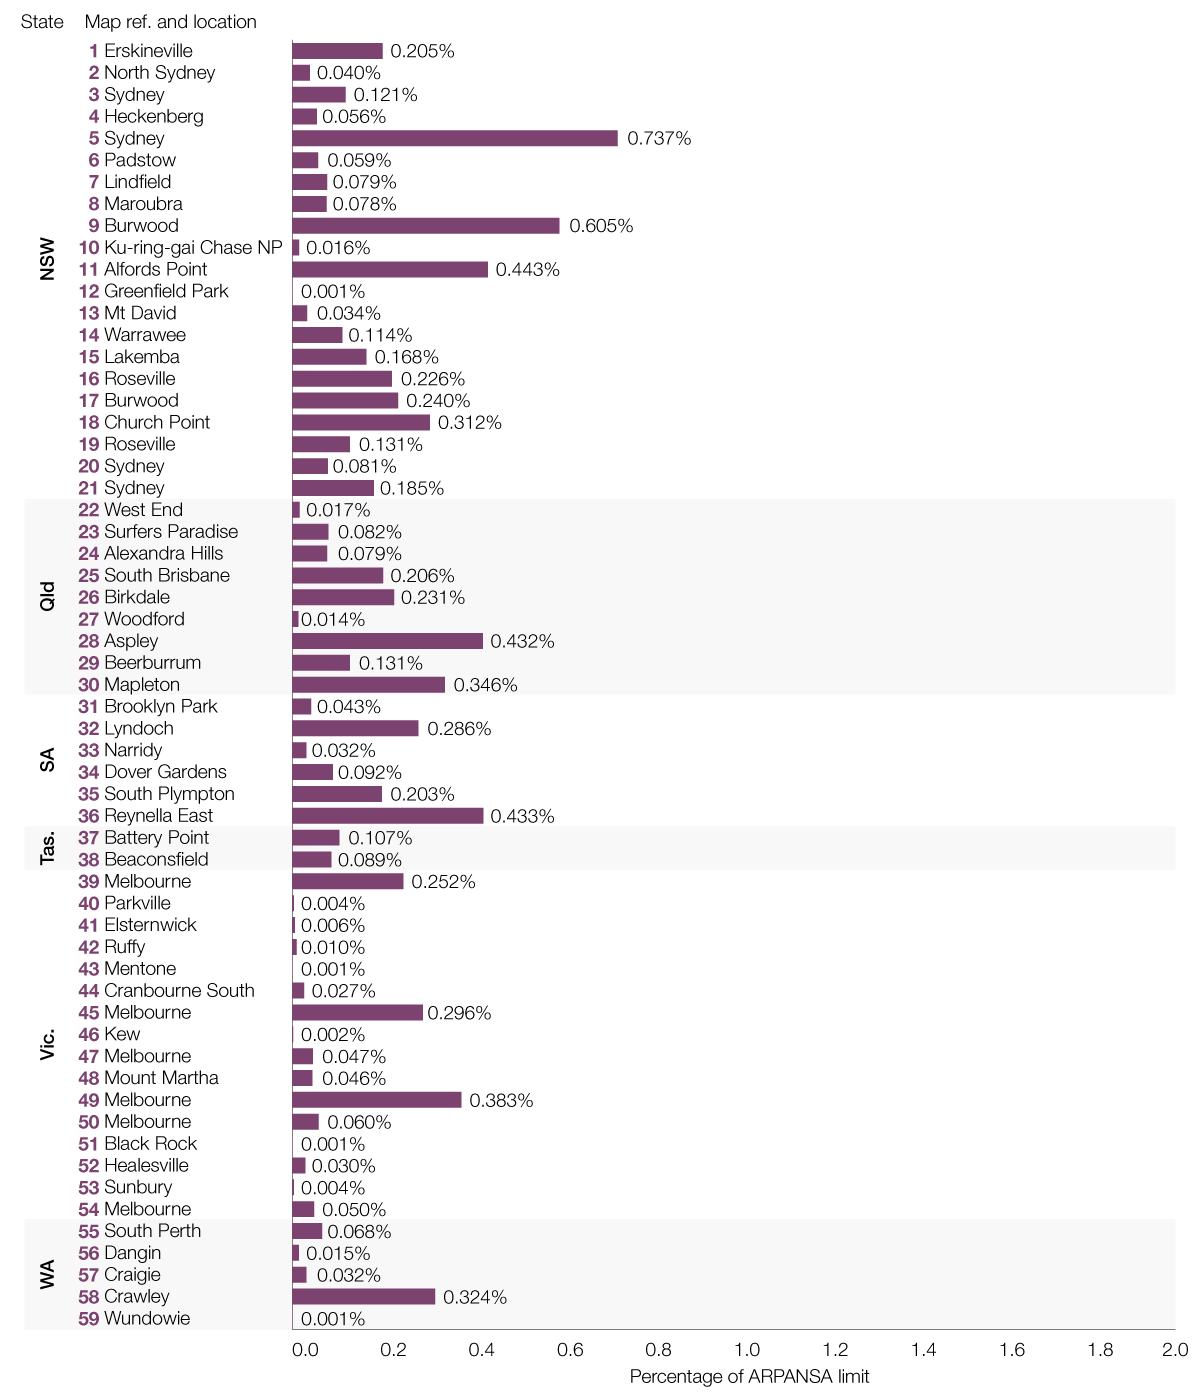 State Map ref. and location
NSW
1 Erskineville 0.205%
2 North Sydney 0.040%
3 Sydney 0.121%
4 Heckenberg 0.056%
5 Sydney 0.737%
6 Padstow 0.059%
7 Lindfield 0.079%
8 Maroubra 0.078%
9 Burwood 0.605%
10 Ku-ring-gai Chase NP 0.016%
11 Alfords Point 0.443%
12 Greenfield Park 0.001%
13 Mt David 0.034%
14 Warrawee 0.114%
15 Lakemba 0.168%
16 Roseville 0.226%
17 Burwood 0.240%
18 Church Point 0.312%
19 Roseville 0.131%
20 Sydney 0.081%
21 Sydney 0.185%
Qld
22 West End 0.017%
23 Surfers Paradise 0.082%
24 Alexandra Hills 0.079%
25 South Brisbane 0.206%
26 Birkdale 0.231%
27 Woodford 0.014%
28 Aspley 0.432%
29 Beerburrum 0.131%
30 Mapleton 0.346%
SA
31 Brooklyn Park 0.043%
32 Lyndoch 0.286%
33 Narridy 0.032%
34 Dover Gardens 0.092%
35 South Plympton 0.203%
36 Reynella East 0.433%
Tas.
37 Battery Point 0.107%
38 Beaconsfield 0.089%
Vic.
39 Melbourne 0.252%
40 Parkville 0.004%
41 Elsternwick 0.006%
42 Ruffy 0.010%
43 Mentone 0.001%
44 Cranbourne South 0.027%
45 Melbourne 0.296%
46 Kew 0.002%
47 Melbourne 0.047%
48 Mount Martha 0.046%
49 Melbourne 0.383%
50 Melbourne 0.060%
51 Black Rock 0.001%
52 Healesville 0.030%
53 Sunbury 0.004%
54 Melbourne 0.050%
WA
55 South Perth 0.068%
56 Dangin 0.015%
57 Craigie 0.032%
58 Crawley 0.324%
59 Wundowie 0.001%
0.0 0.2 0.4 0.6 0.8 1.0 1.2 1.4 1.6 1.8 2.0
Percentage of ARPANSA limit